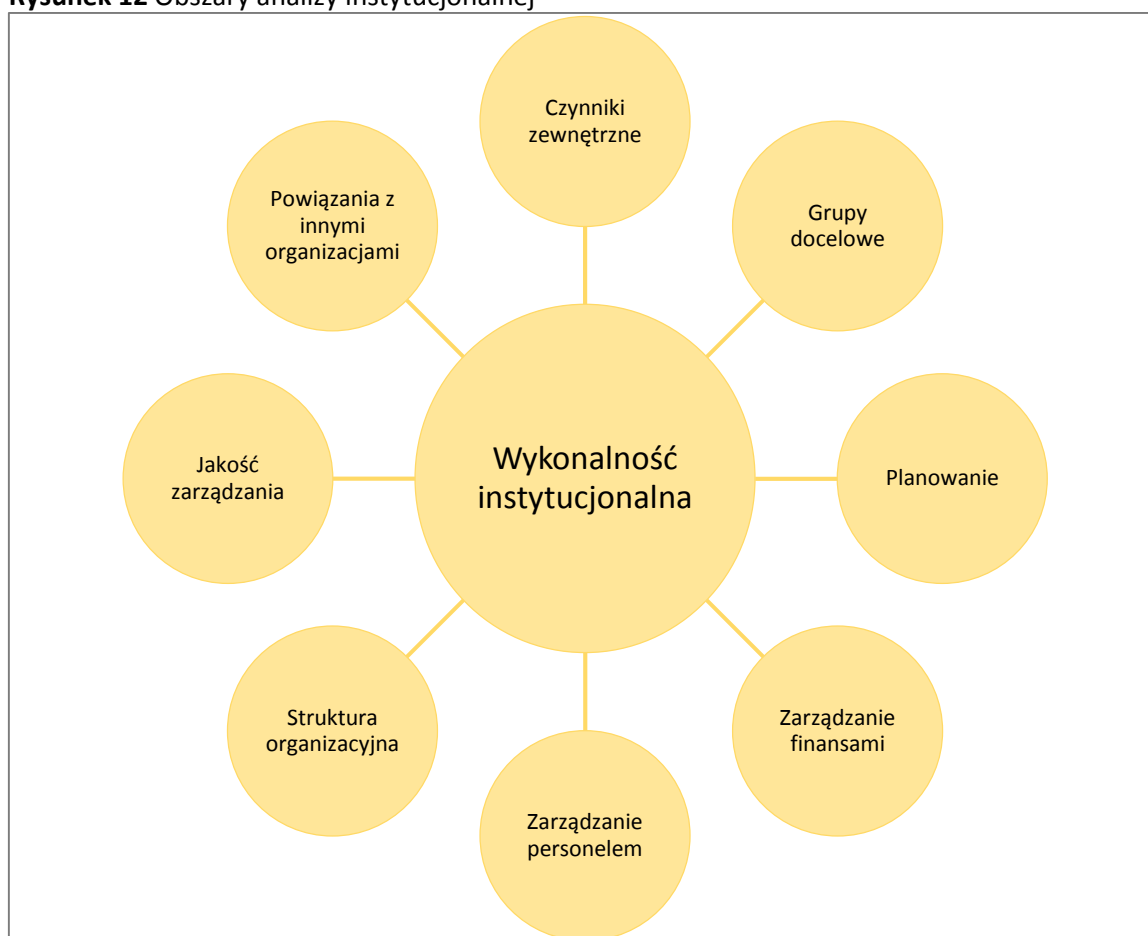 Rysunek 12 Obszary analizy instytucjonalnej
Czynniki
zewnętrzne
Grupy
docelowe
Planowanie
Zarządzanie
finansami
Zarządzanie
personelem
Struktura
organizacyjna
Jakość
zarządzania
Powiązania z
innymi
organizacjami
Wykonalność
instytucjonalna